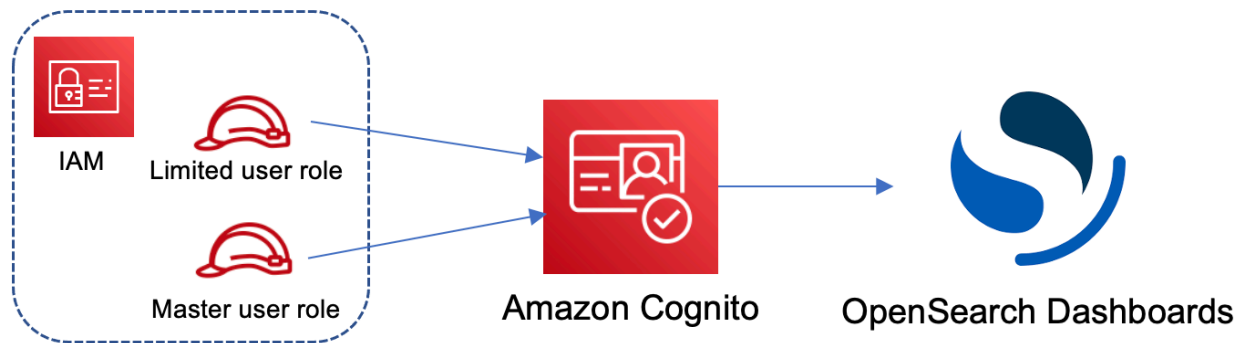 IAM
Limited user role
Master user role
Amazon Cognito
OpenSearch Dashboards